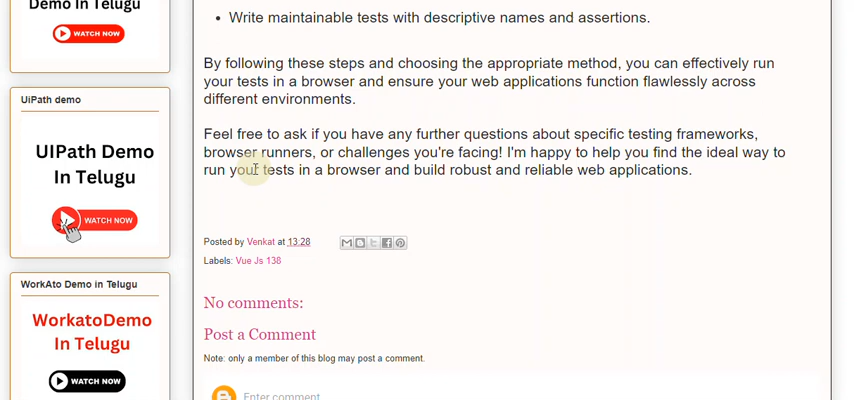 Demo In Telugu
WATCH NOW
UiPath demo
UIPath Demo
In Telugu
WATCH NOW
WorkAto Demo in Telugu
WorkatoDemo
In Telugu
WATCH NOW
• Write maintainable tests with descriptive names and assertions.
By following these steps and choosing the appropriate method, you can effectively run
your tests in a browser and ensure your web applications function flawlessly across
different environments.
Feel free to ask if you have any further questions about specific testing frameworks,
browser runners, or challenges you're facing! I'm happy to help you find the ideal way to
run your tests in a browser and build robust and reliable web applications.
Posted by Venkat at 13:28
Labels: Vue Js 138
No comments:
Post a Comment
Note: only a member of this blog may post a comment.
Enter comment